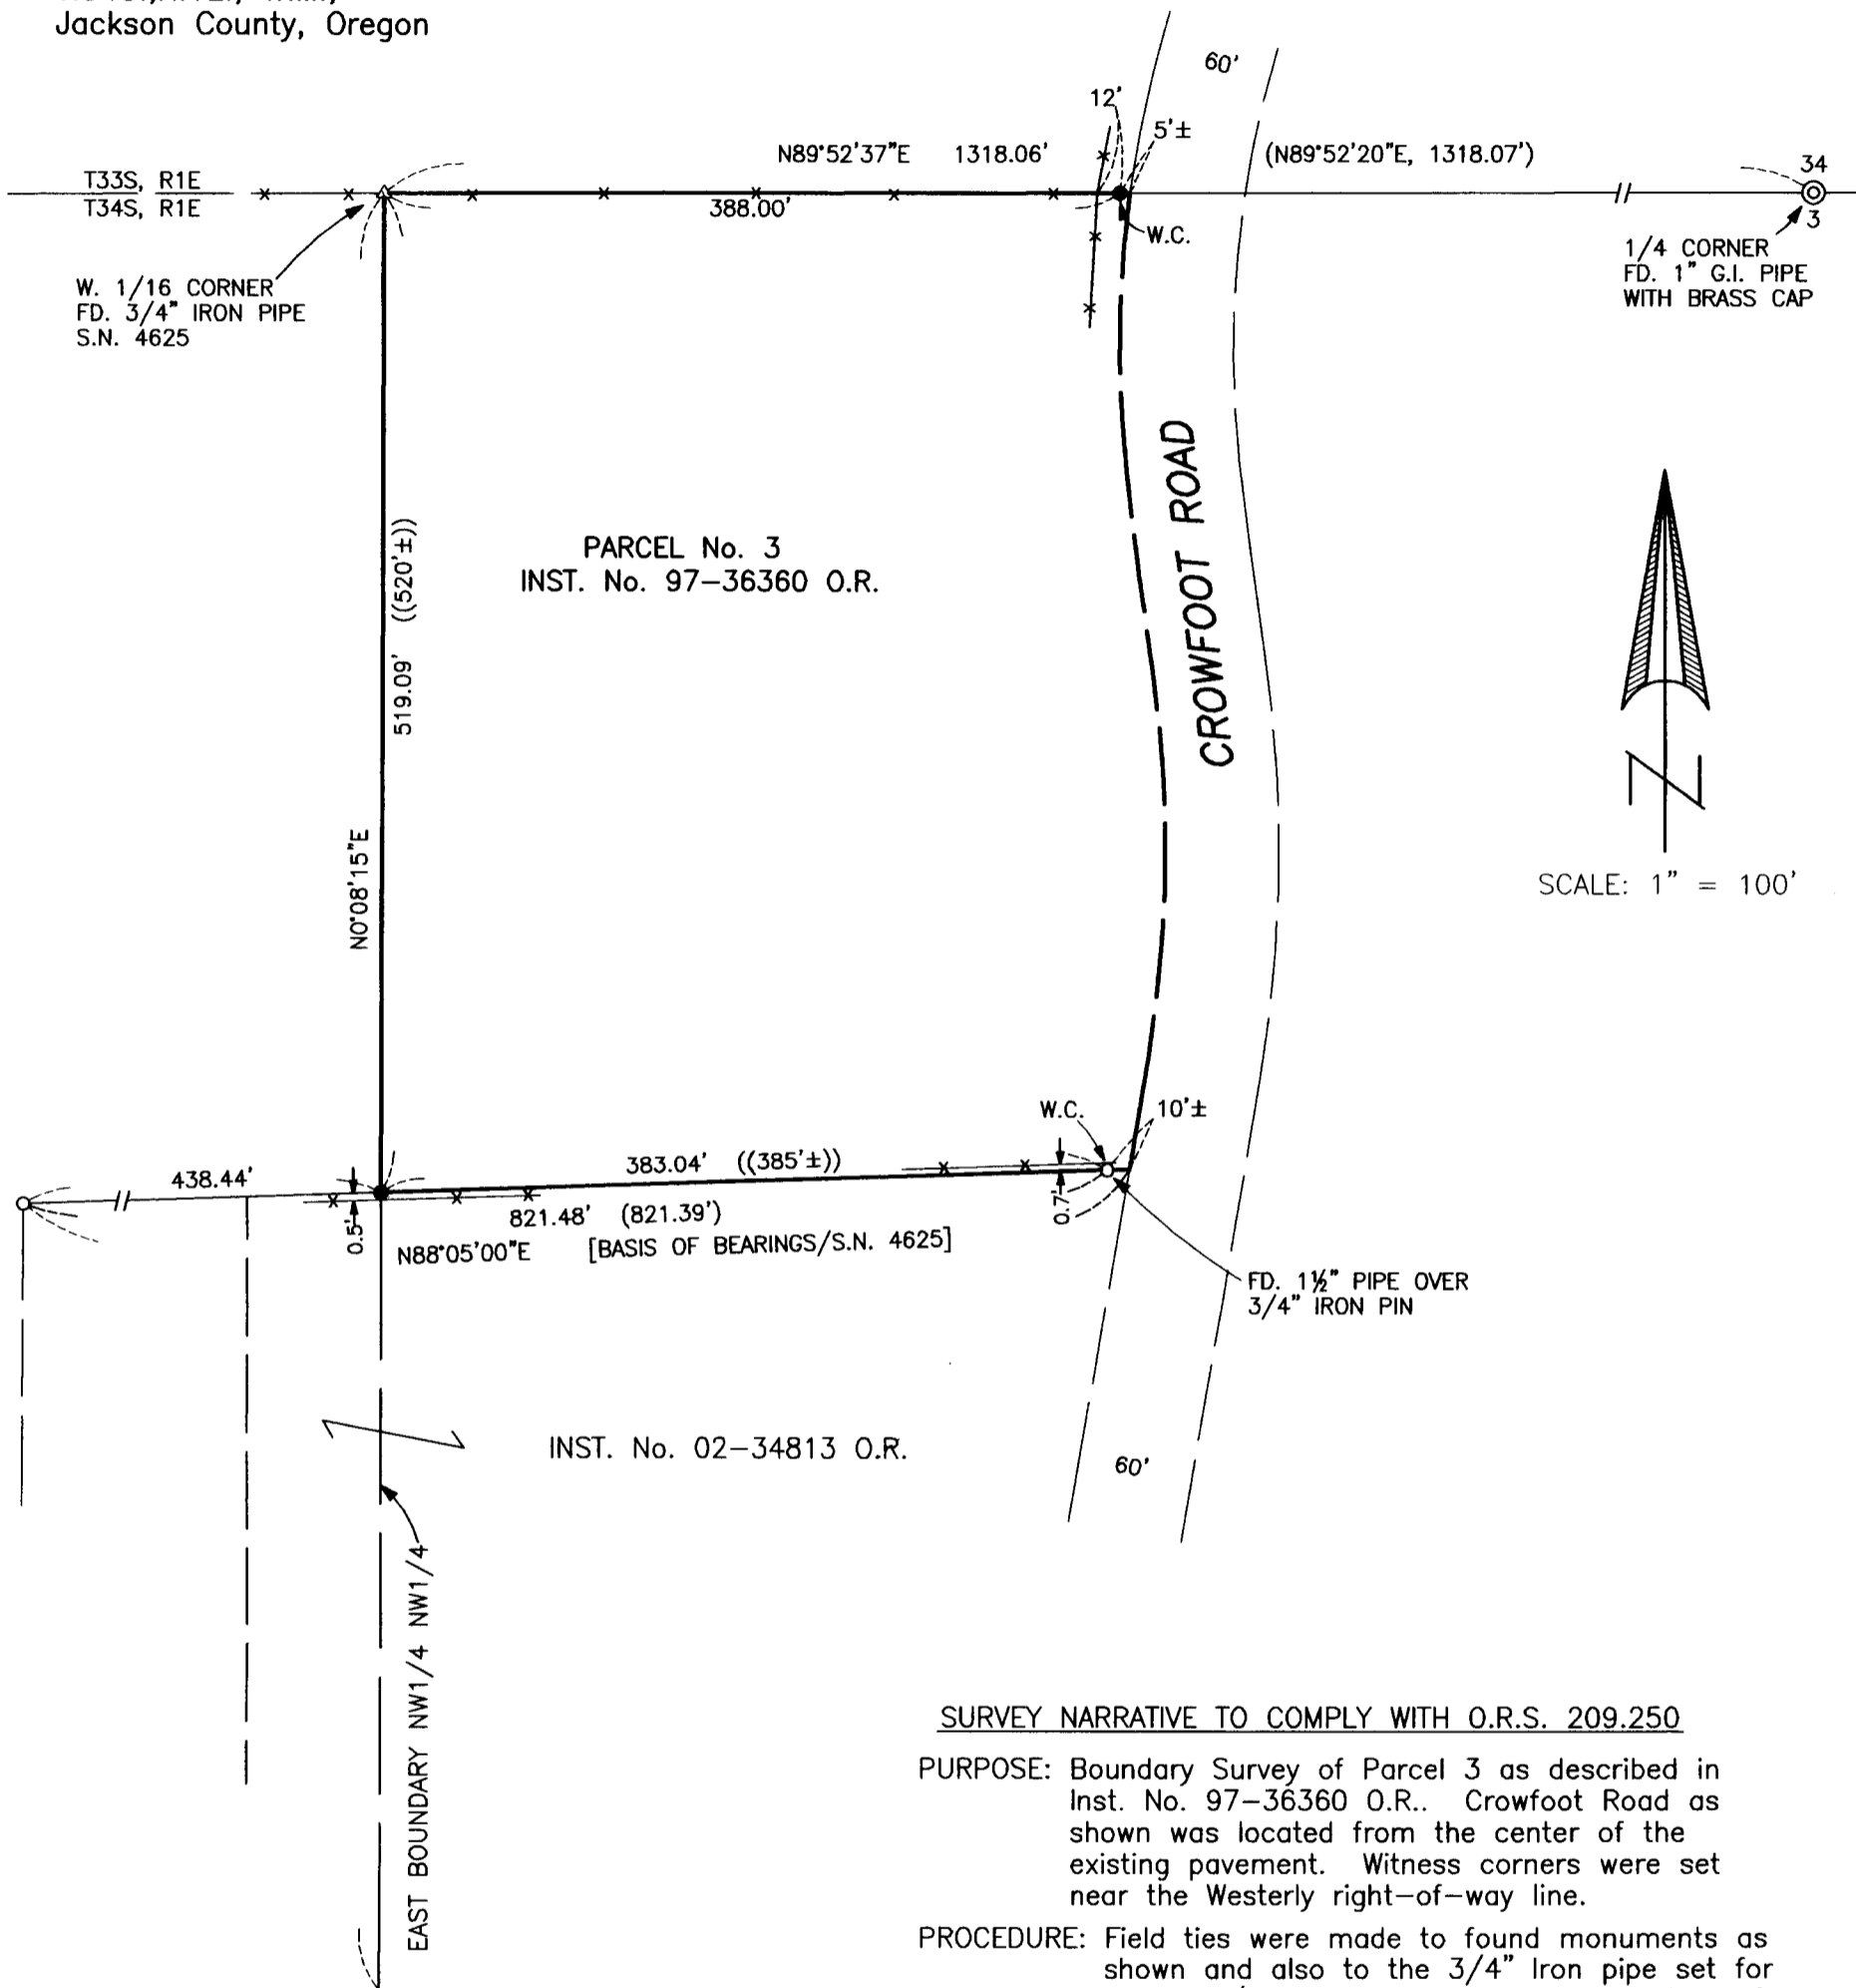 Jackson County, Oregon
60'
12'
5'±
N89°52'37"E 1318.06'
(N89°52'20"E, 1318.07')
T33S, R1E
T34S, R1E
388.00'
W.C.
34
3
1/4 CORNER
FD. 1" G.I. PIPE
WITH BRASS CAP
W. 1/16 CORNER
FD. 3/4" IRON PIPE
S.N. 4625
CROWFOOT ROAD
PARCEL No. 3
INST. No. 97-36360 O.R.
519.09' ((520'±))
N0°08'15"E
N
SCALE: 1" = 100'
W.C.
10'±
438.44'
383.04' ((385'±))
0.7'
0.5'
821.48' (821.39')
N88°05'00"E [BASIS OF BEARINGS/S.N. 4625]
FD. 1½" PIPE OVER
3/4" IRON PIN
INST. No. 02-34813 O.R.
60'
EAST BOUNDARY NW1/4 NW1/4
SURVEY NARRATIVE TO COMPLY WITH O.R.S. 209.250
PURPOSE: Boundary Survey of Parcel 3 as described in
Inst. No. 97-36360 O.R.. Crowfoot Road as
shown was located from the center of the
existing pavement. Witness corners were set
near the Westerly right-of-way line.
PROCEDURE: Field ties were made to found monuments as
shown and also to the 3/4" Iron pipe set for